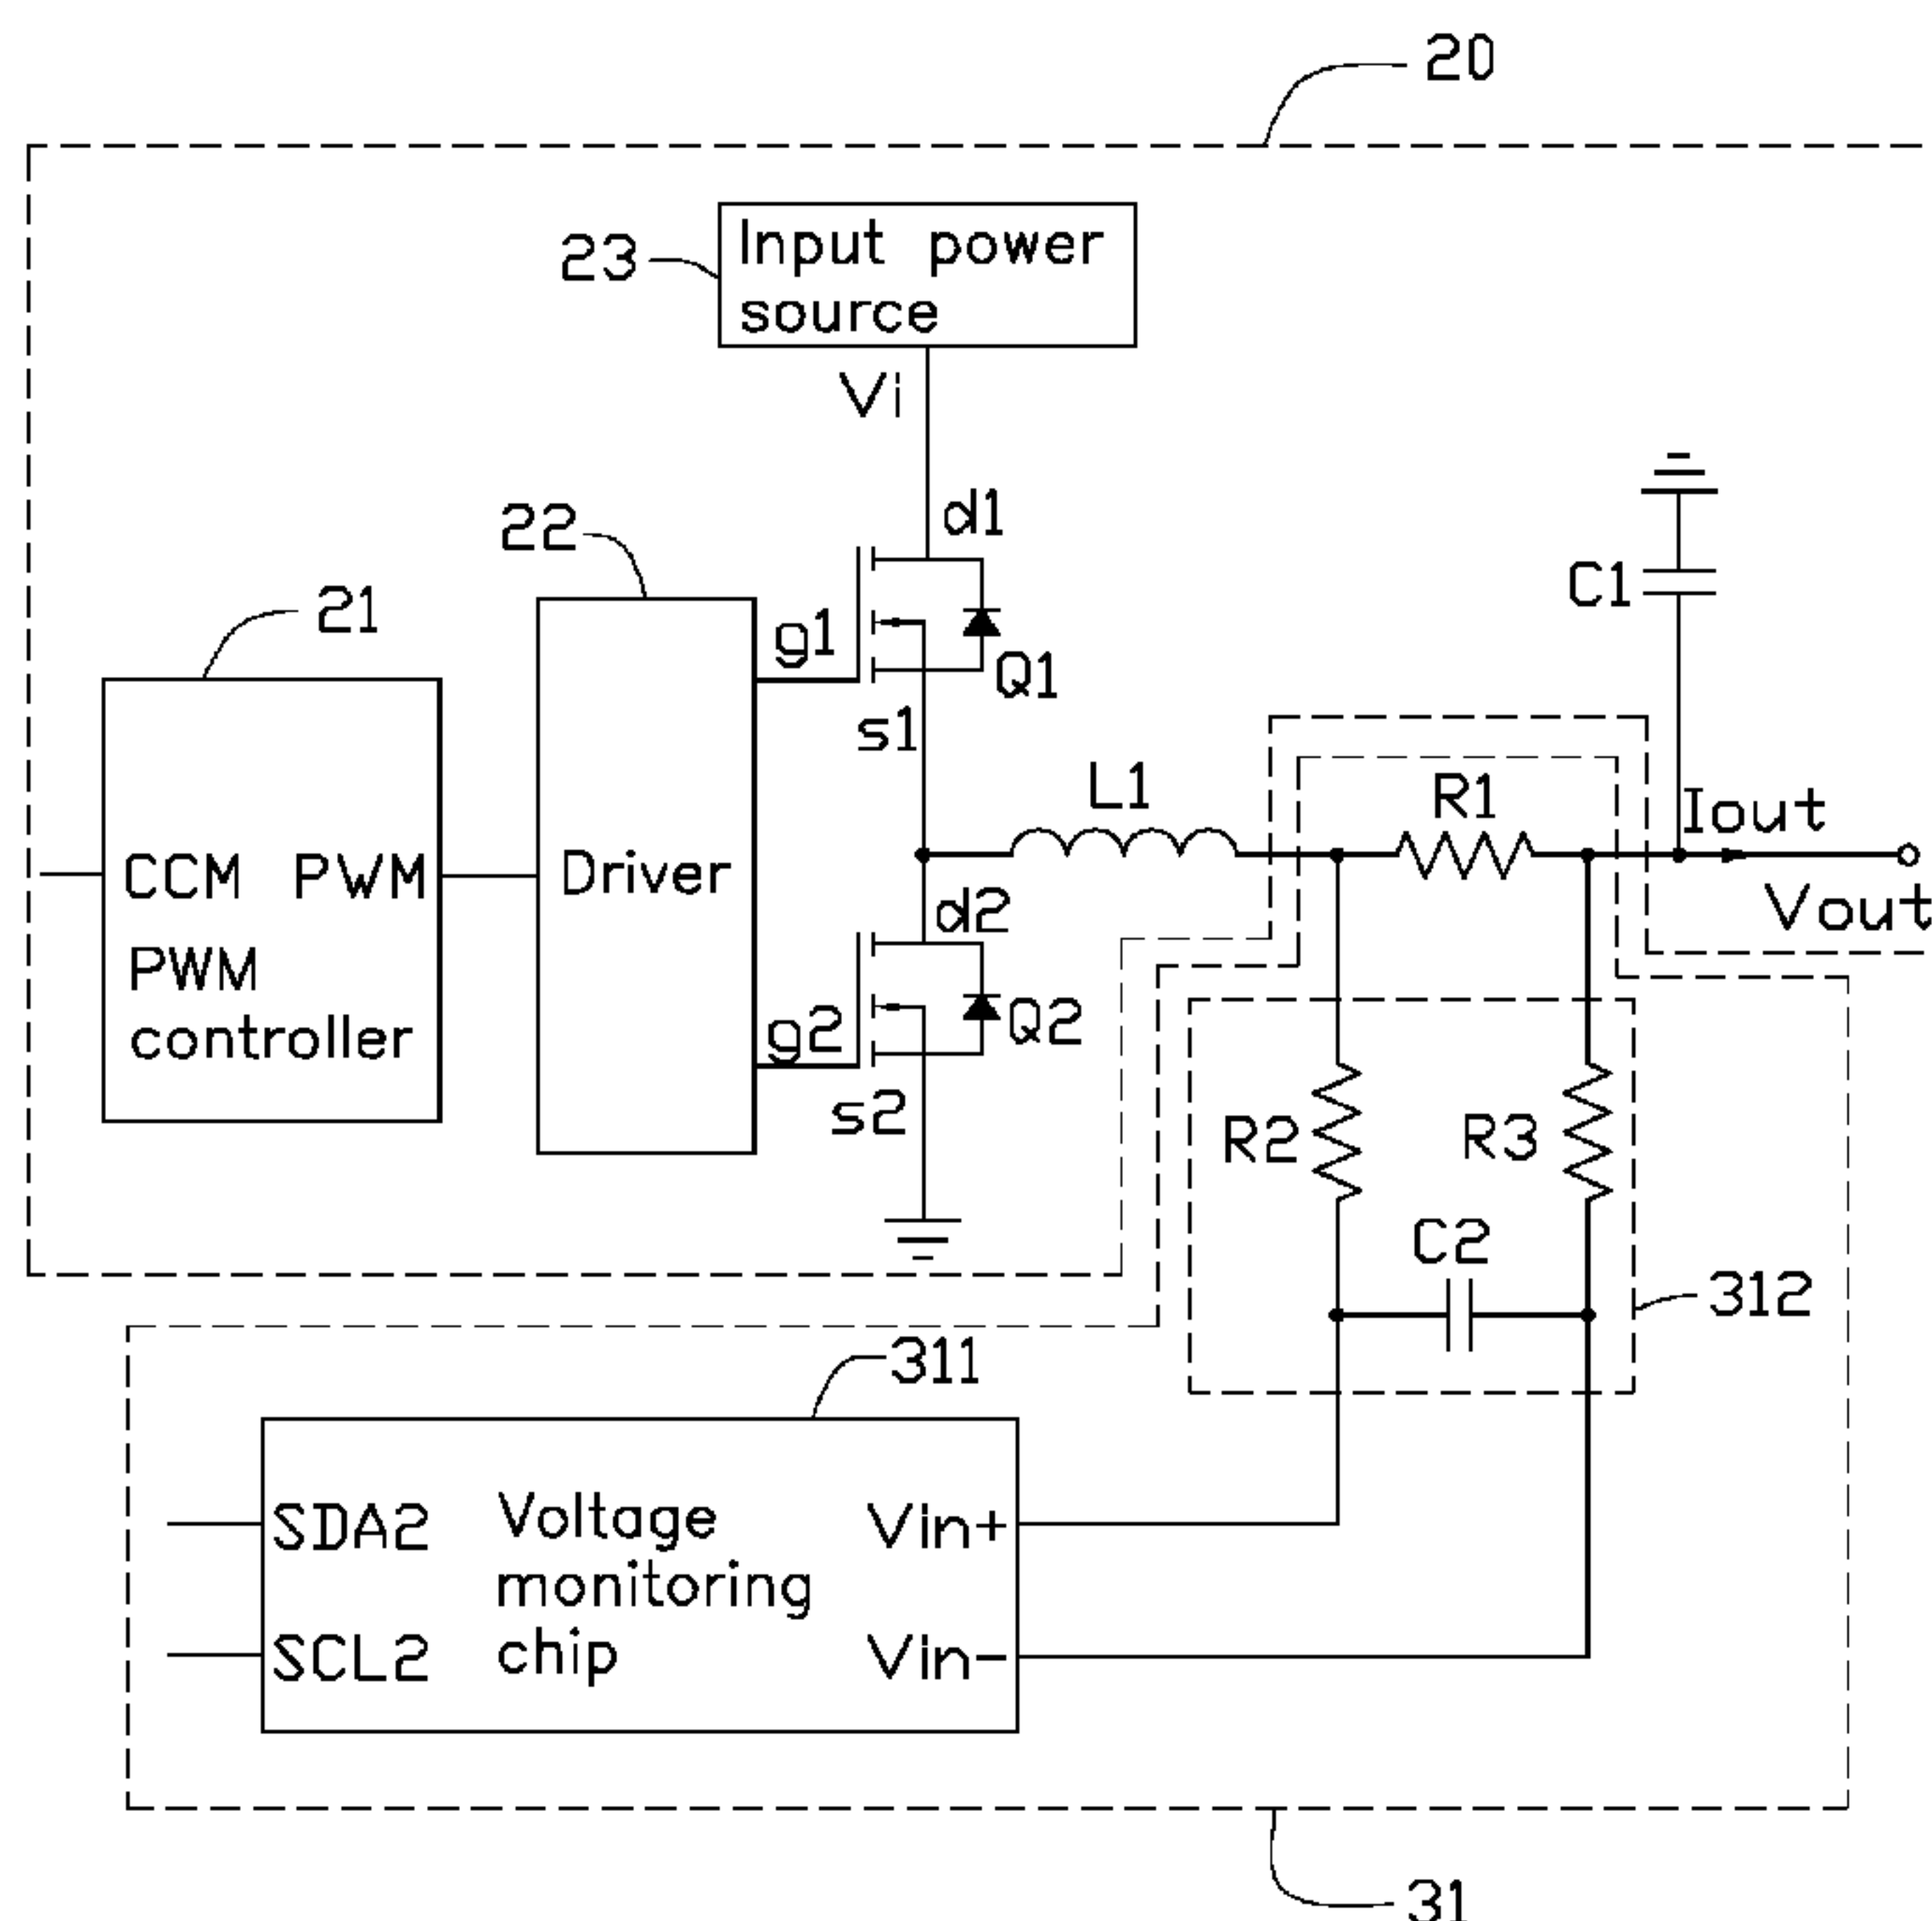 20
23
Input power
source
Vi
d1
22
C1
21
g1
Q1
s1
L1
R1
Iout
CCM PWM
Driver
d2
Vout
PWM
controller
g2
Q2
s2
R2
R3
C2
312
311
SDA2
Voltage
monitoring
chip
Vin+
SCL2
Vin-
31